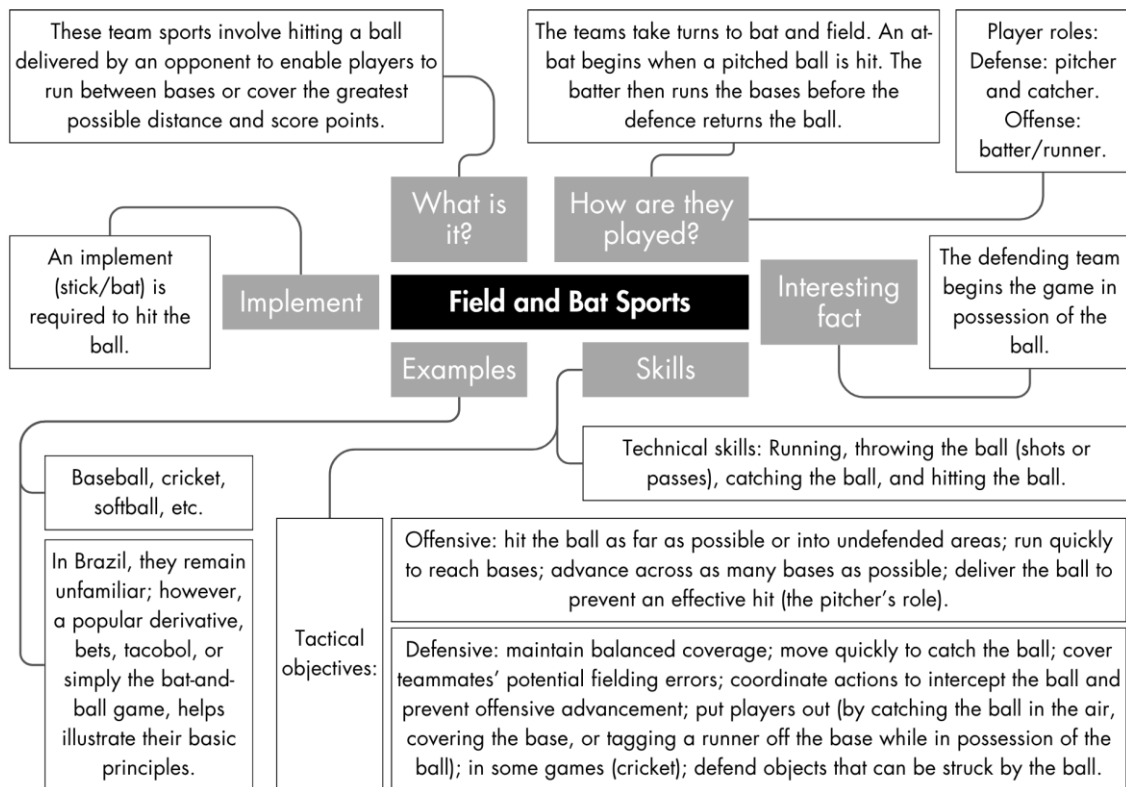 These team sports involve hitting a ball
delivered by an opponent to enable players to
run between bases or cover the greatest
possible distance and score points.
The teams take turns to bat and field. An at-
bat begins when a pitched ball is hit. The
batter then runs the bases before the
defence returns the ball.
Player roles:
Defense: pitcher
and catcher.
Offense:
batter/runner.
What is
it?
How are they
played?
An implement
(stick/bat) is
required to hit the
ball.
Implement
Field and Bat Sports
Interesting
fact
The defending team
begins the game in
possession of the
ball.
Examples
Skills
Technical skills: Running, throwing the ball (shots or
passes), catching the ball, and hitting the ball.
Baseball, cricket,
softball, etc.
In Brazil, they remain
unfamiliar; however,
a popular derivative,
bets, tacobol, or
simply the bat-and-
ball game, helps
illustrate their basic
principles.
Tactical
objectives:
Offensive: hit the ball as far as possible or into undefended areas; run quickly
to reach bases; advance across as many bases as possible; deliver the ball to
prevent an effective hit (the pitcher's role).
Defensive: maintain balanced coverage; move quickly to catch the ball; cover
teammates' potential fielding errors; coordinate actions to intercept the ball and
prevent offensive advancement; put players out (by catching the ball in the air,
covering the base, or tagging a runner off the base while in possession of the
ball); in some games (cricket); defend objects that can be struck by the ball.